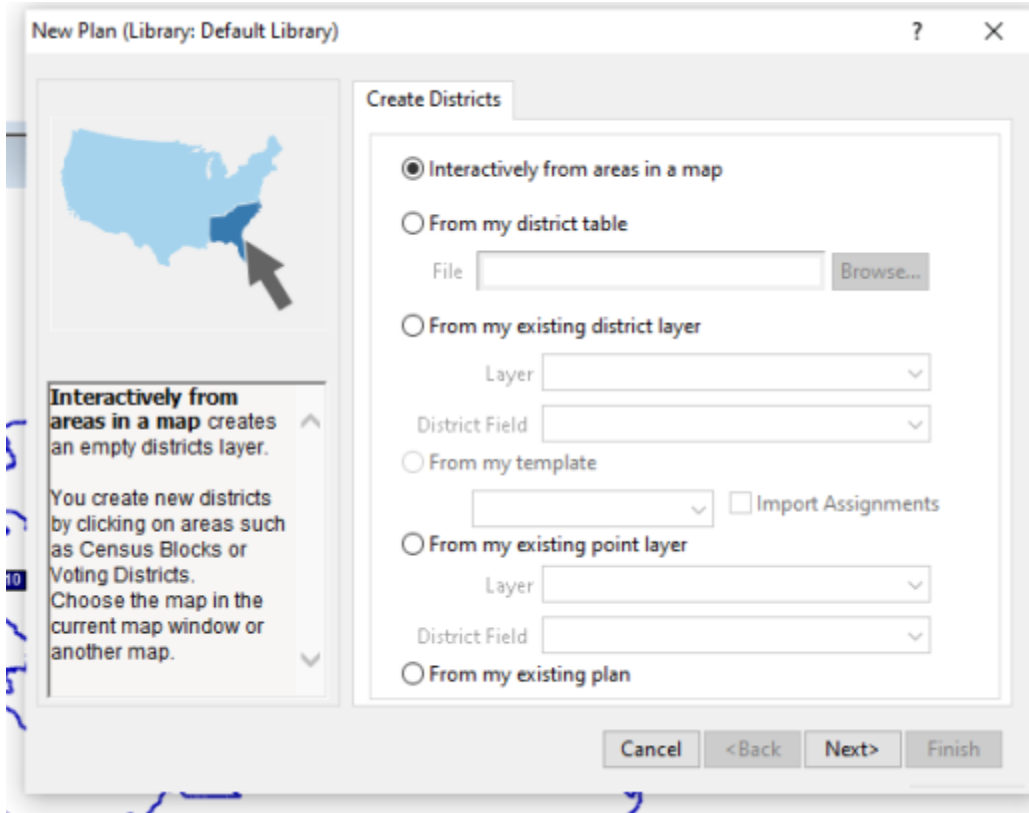 New Plan (Library: Default Library)
?
Create Districts
Interactively from areas in a map
From my district table
File
Browse...
From my existing district layer
Layer
District Field
From my template
Import Assignments
From my existing point layer
Layer
District Field
From my existing plan
Interactively from
areas in a map creates
an empty districts layer.
You create new districts
by clicking on areas such
as Census Blocks or
Voting Districts.
Choose the map in the
current map window or
another map.
10
Cancel
<Back
Next>
Finish